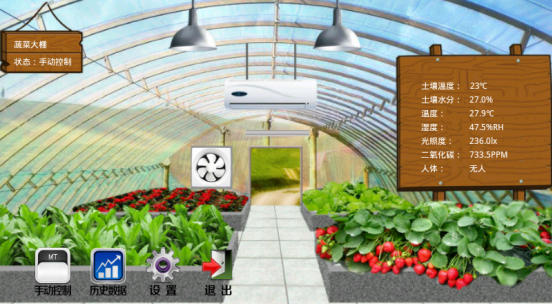 蔬菜大棚
状态：手动控制
土壤温度： 23℃
土壤水分： 27.0%
温度： 27.9℃
湿度： 47.5%RH
光照度： 236.0lx
二氧化碳： 733.5PPM
人体： 无人
MT
手动控制 历史数据 设 置 退 出